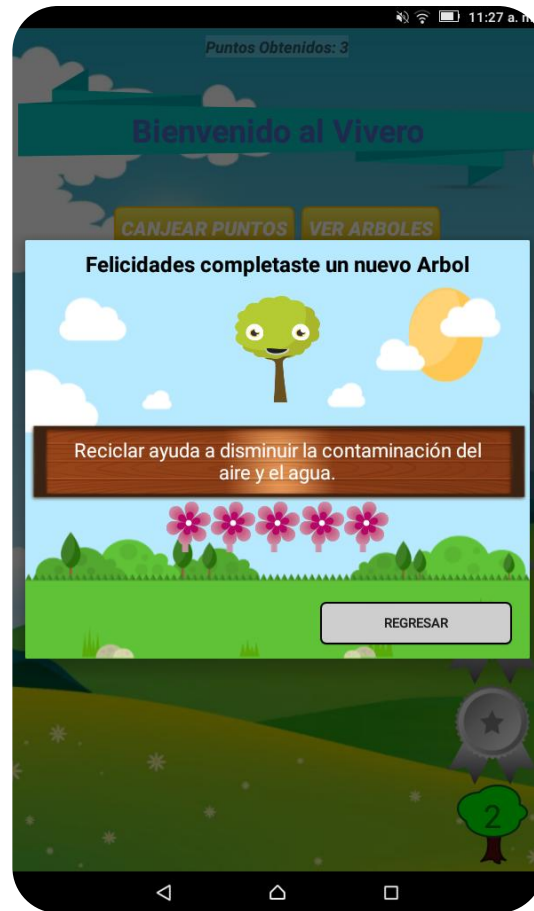 11:27 a. m
Puntos Obtenidos: 3
Bienvenido al Vivero
CANJEAR PUNTOS
VER ARBOLES
Felicidades completaste un nuevo Arbol
Reciclar ayuda a disminuir la contaminación del
aire y el agua.
REGRESAR
2